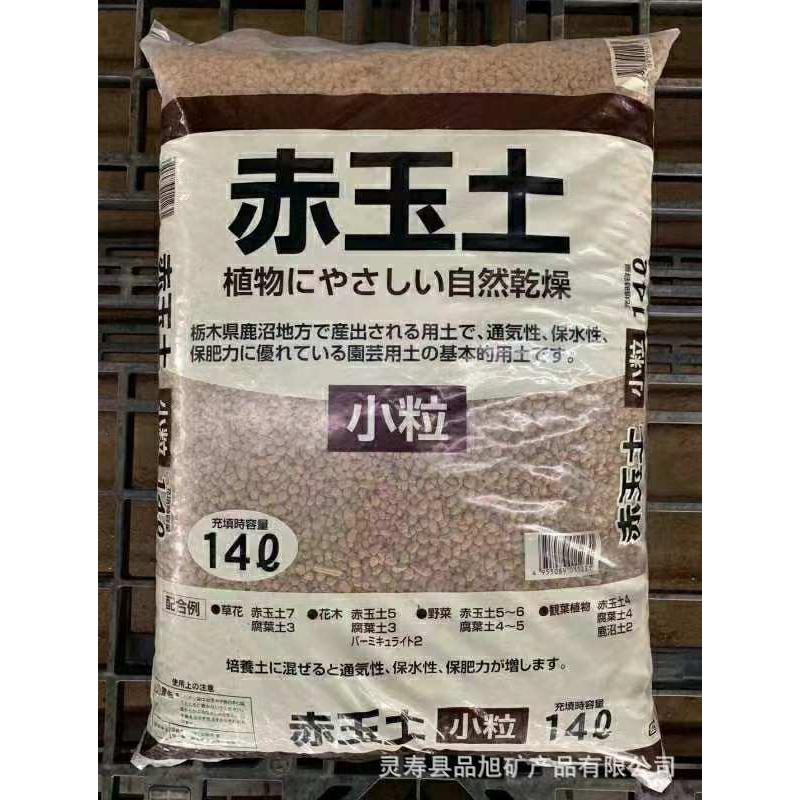 赤玉土
植物にやさしい自然乾燥
栃木県鹿沼地方で産出される用土で、通気性、保水性、
保肥力に優れている園芸用土の基本的用土です。
小粒
充填時容量
14ℓ
配合例
●草花 赤玉土7
腐葉土3
●花木 赤玉土5
腐葉土3
バーミキュライト2
●野菜 赤玉土5〜6
腐葉土4〜5
●観葉植物 赤玉土4
腐葉土4
鹿沼土2
培養土に混ぜると通気性、保水性、保肥力が増します。
使用上の注意
赤玉土 小粒
充填時容量
14ℓ
赤玉土 小粒 14ℓ
赤玉土 小粒 14ℓ
灵寿县品旭矿产品有限公司